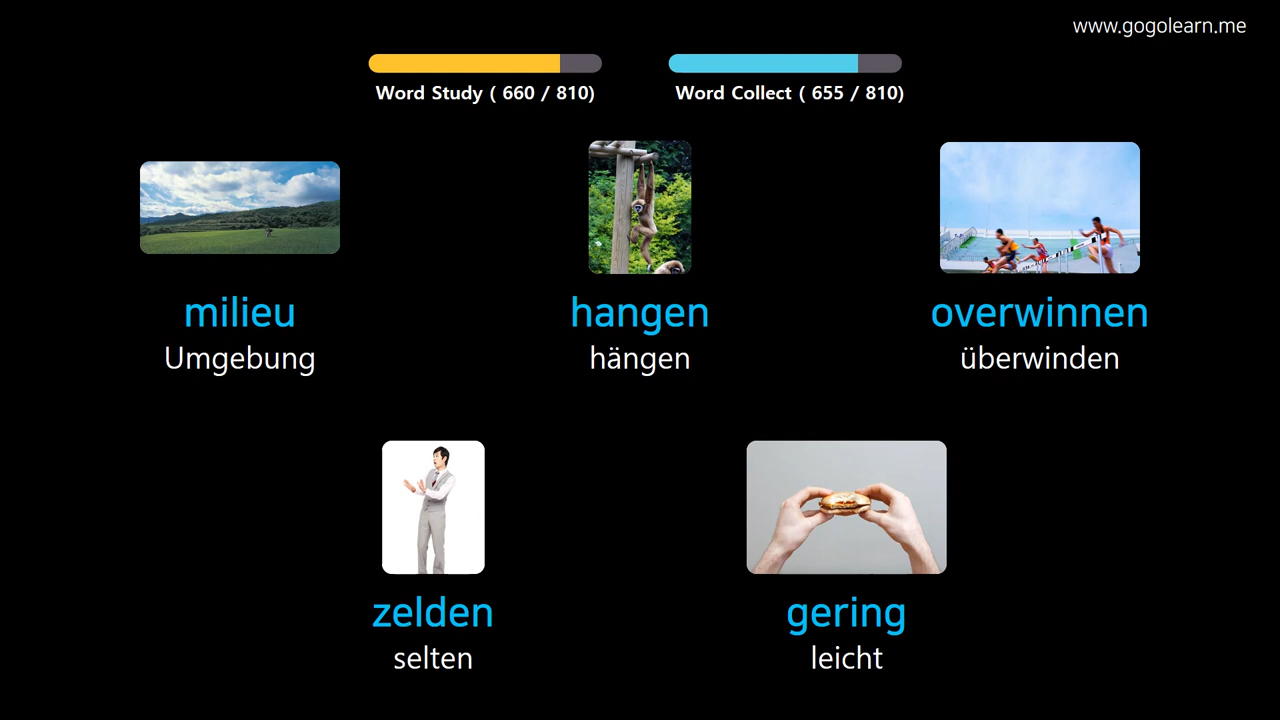 www.gogolearn.me
Word Study ( 660 / 810)
Word Collect ( 655 / 810)
milieu
Umgebung
hangen
hängen
overwinnen
überwinden
zelden
selten
gering
leicht